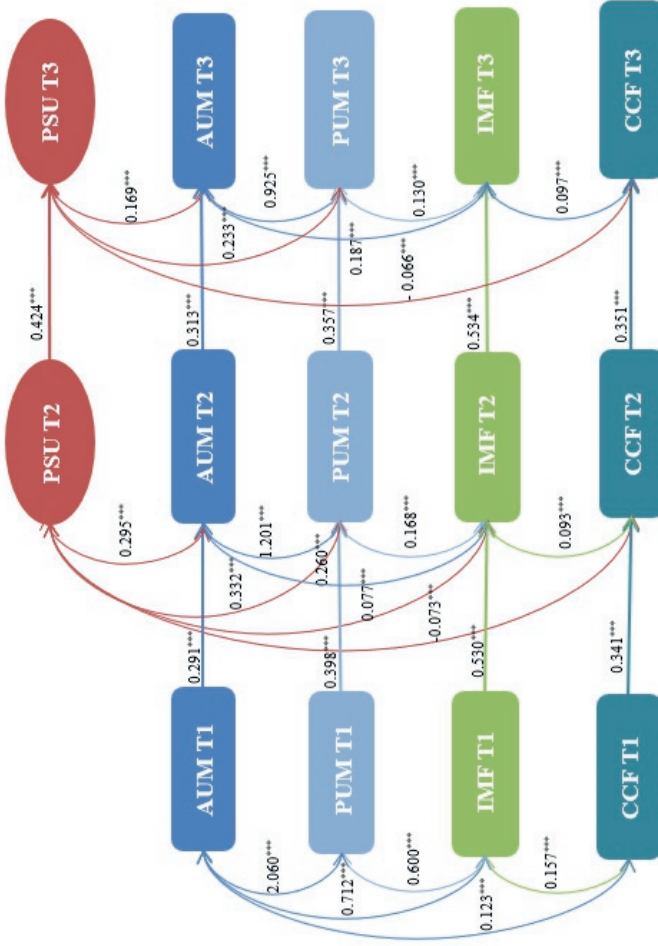 PSU T2
PSU T3
0.424***
AUM T1
AUM T2
AUM T3
0.291***
0.313***
PUM T1
PUM T2
PUM T3
0.398***
0.357***
IMF T1
IMF T2
IMF T3
0.530***
0.534***
CCF T1
CCF T2
CCF T3
0.341***
0.351***
2.060***
0.712***
0.600***
0.123***
0.157***
0.295***
1.201***
0.332***
0.260***
0.168***
0.077***
-0.073***
0.093***
0.169***
0.925***
0.233***
0.187***
0.130***
- 0.066***
0.097***